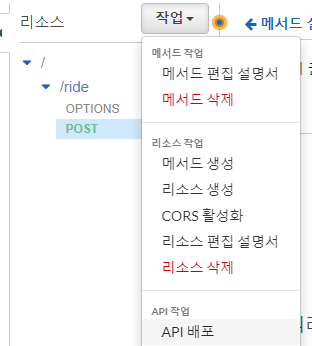 리소스
작업
메서드 실
/
/ride
OPTIONS
POST
메서드 작업
메서드 편집 설명서
메서드 삭제
리소스 작업
메서드 생성
리소스 생성
CORS 활성화
리소스 편집 설명서
리소스 삭제
API 작업
API 배포